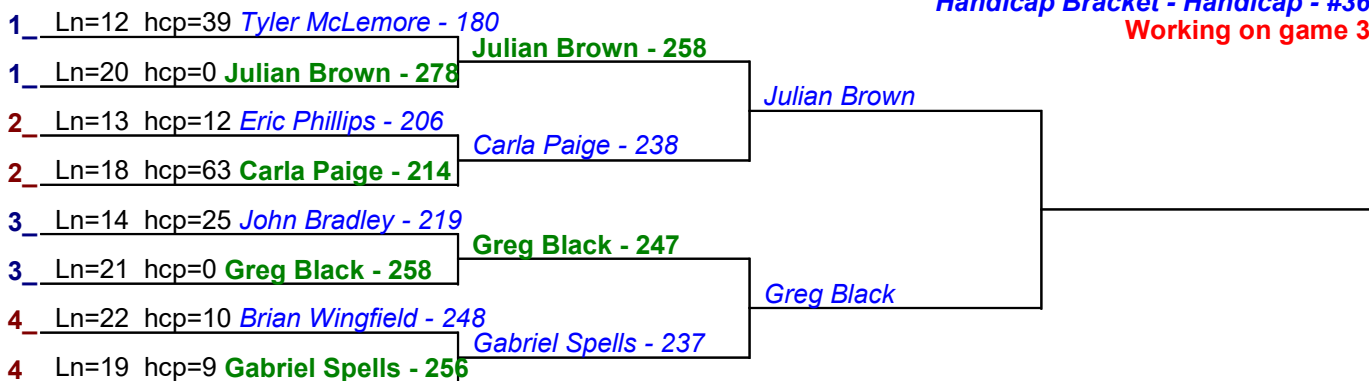 Handicap Bracket - Handicap - #36
Working on game 3
1_ Ln=12 hcp=39 Tyler McLemore - 180
Julian Brown - 258
1_ Ln=20 hcp=0 Julian Brown - 278
Julian Brown
2_ Ln=13 hcp=12 Eric Phillips - 206
Carla Paige - 238
2_ Ln=18 hcp=63 Carla Paige - 214
3_ Ln=14 hcp=25 John Bradley - 219
Greg Black - 247
3_ Ln=21 hcp=0 Greg Black - 258
Greg Black
4_ Ln=22 hcp=10 Brian Wingfield - 248
Gabriel Spells - 237
4 Ln=19 hcp=9 Gabriel Spells - 256